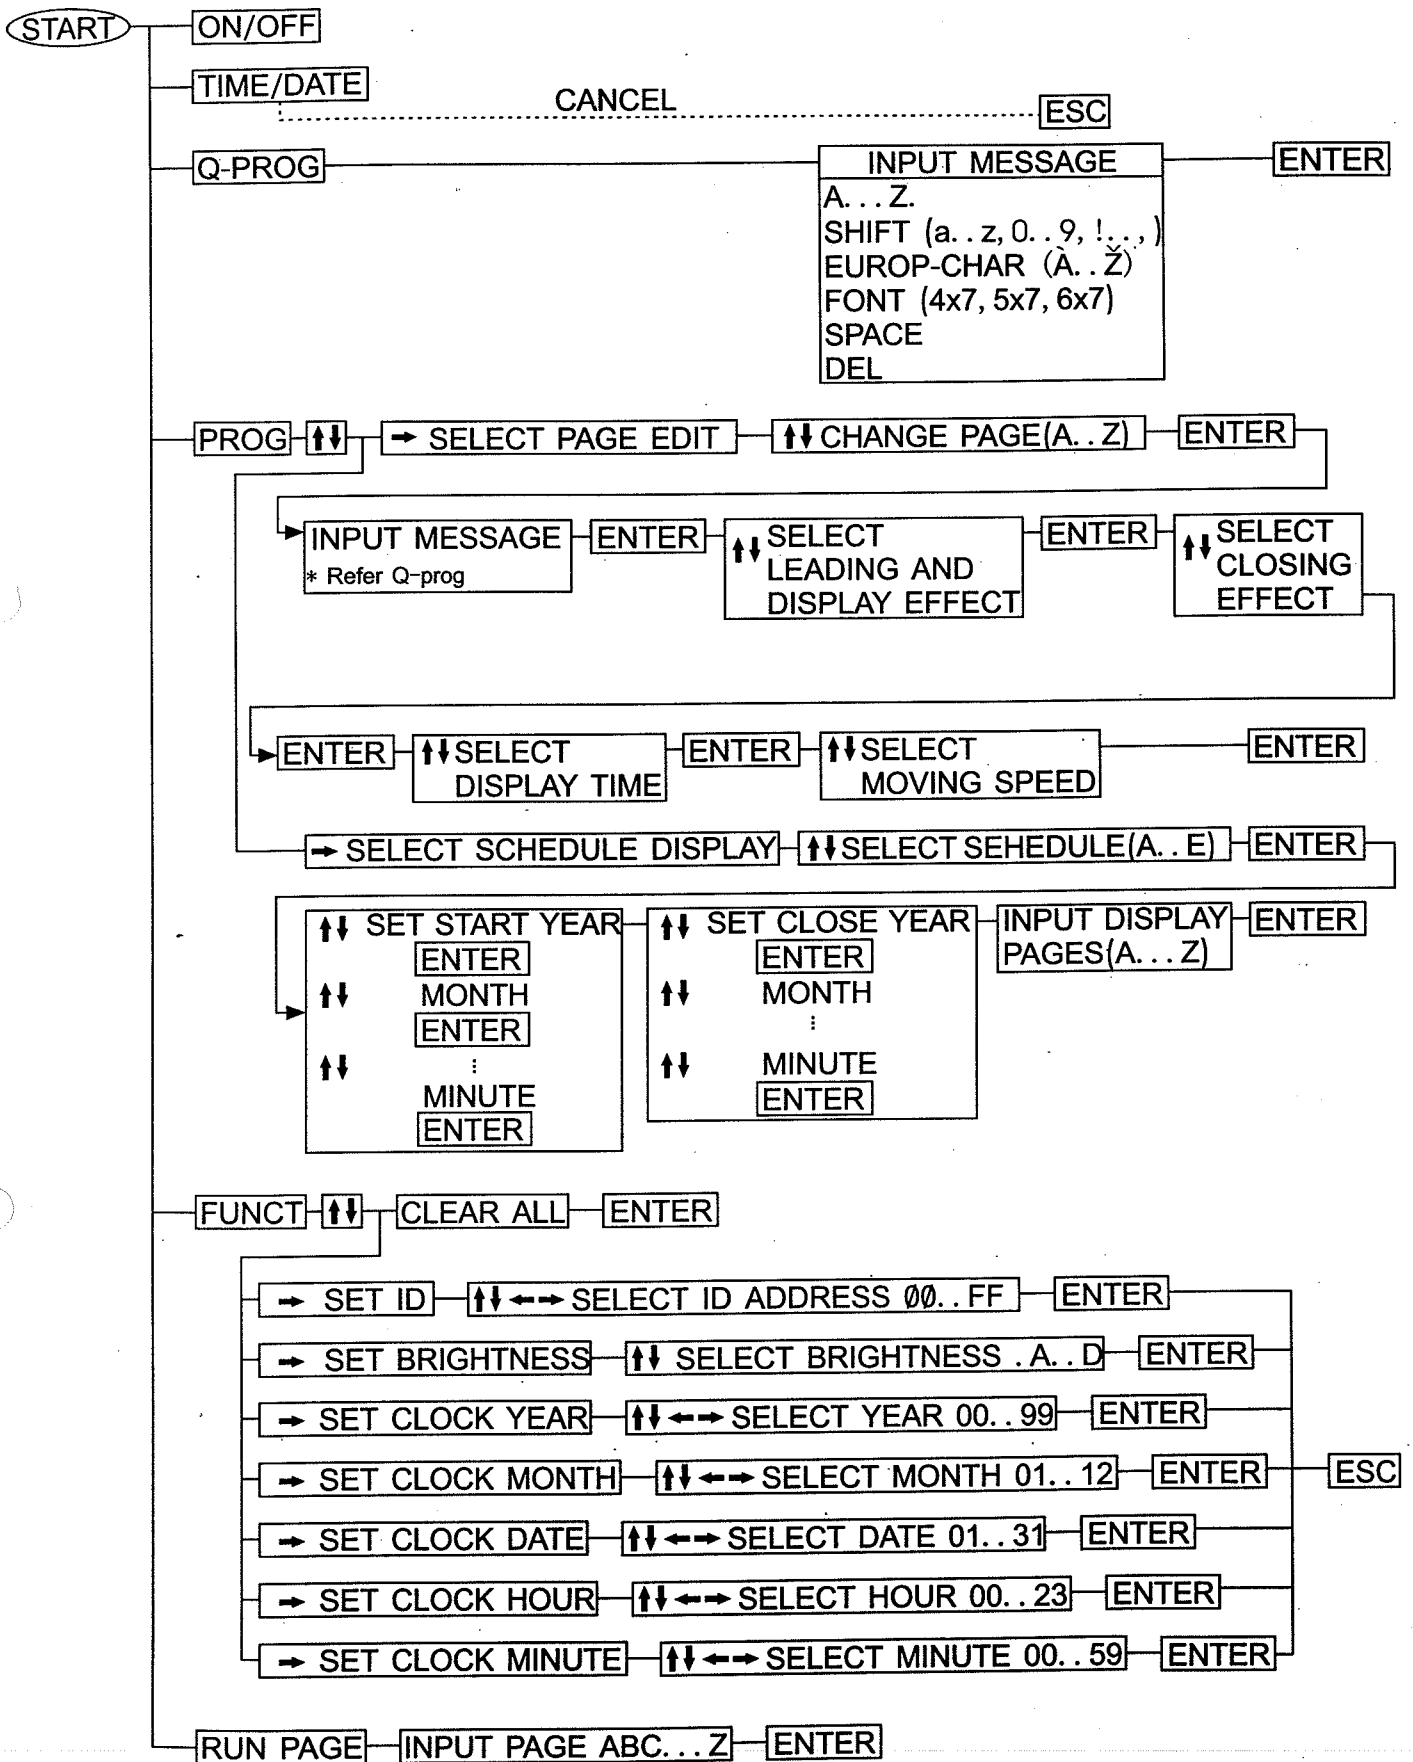 START
ON/OFF
TIME/DATE
CANCEL
ESC
Q-PROG
INPUT MESSAGE
ENTER
A...Z.
SHIFT (a..z, 0..9, !..,)
EUROP-CHAR (À..Ž)
FONT (4x7, 5x7, 6x7)
SPACE
DEL
PROG ⬆⬇ ➡ SELECT PAGE EDIT ⬆⬇ CHANGE PAGE(A..Z) ENTER
INPUT MESSAGE
* Refer Q-prog
ENTER
⬆⬇ SELECT
LEADING AND
DISPLAY EFFECT
ENTER
⬆⬇ SELECT
CLOSING
EFFECT
ENTER
⬆⬇ SELECT
DISPLAY TIME
ENTER
⬆⬇ SELECT
MOVING SPEED
ENTER
➡ SELECT SCHEDULE DISPLAY ⬆⬇ SELECT SEHEDULE(A..E) ENTER
⬆⬇ SET START YEAR
ENTER
⬆⬇ MONTH
ENTER
⬆⬇ ⋮
MINUTE
ENTER
⬆⬇ SET CLOSE YEAR
ENTER
⬆⬇ MONTH
⋮
⬆⬇ MINUTE
ENTER
INPUT DISPLAY
PAGES(A...Z)
ENTER
FUNCT ⬆⬇ CLEAR ALL ENTER
➡ SET ID ⬆⬇⬅➡ SELECT ID ADDRESS ØØ..FF ENTER
➡ SET BRIGHTNESS ⬆⬇ SELECT BRIGHTNESS .A..D ENTER
➡ SET CLOCK YEAR ⬆⬇⬅➡ SELECT YEAR 00..99 ENTER
➡ SET CLOCK MONTH ⬆⬇⬅➡ SELECT MONTH 01..12 ENTER ESC
➡ SET CLOCK DATE ⬆⬇⬅➡ SELECT DATE 01..31 ENTER
➡ SET CLOCK HOUR ⬆⬇⬅➡ SELECT HOUR 00..23 ENTER
➡ SET CLOCK MINUTE ⬆⬇⬅➡ SELECT MINUTE 00..59 ENTER
RUN PAGE INPUT PAGE ABC...Z ENTER